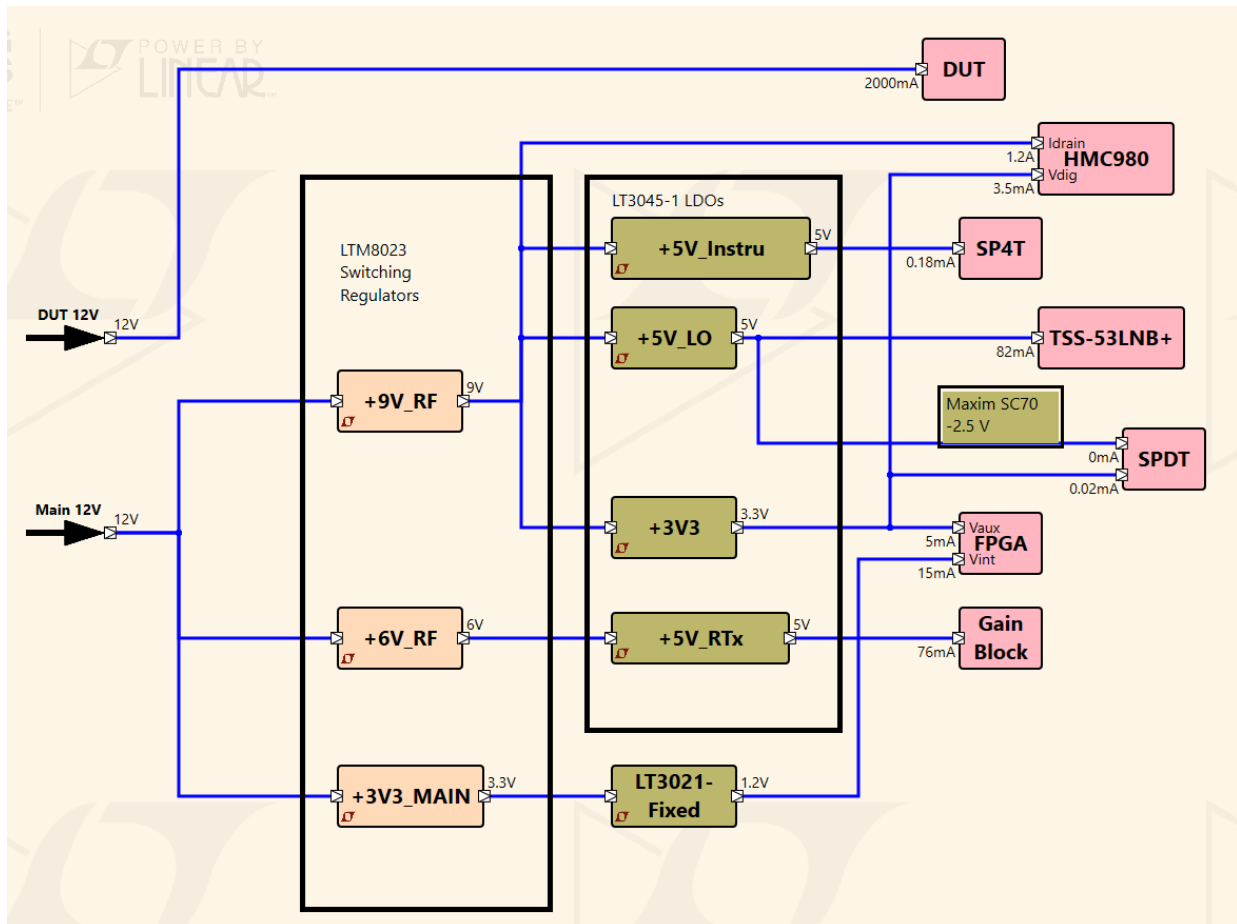 POWER BY
LINEAR
DUT
2000mA
Idrain
1.2A
HMC980
Vdig
3.5mA
LT3045-1 LDOs
LTM8023
Switching
Regulators
+5V_Instru
5V
SP4T
0.18mA
DUT 12V
12V
+5V_LO
5V
TSS-53LNB+
82mA
+9V_RF
9V
Maxim SC70
-2.5 V
0mA
SPDT
0.02mA
Main 12V
12V
+3V3
3.3V
Vaux
5mA
FPGA
Vint
15mA
+6V_RF
6V
+5V_RTx
5V
Gain
Block
76mA
+3V3_MAIN
3.3V
LT3021-
Fixed
1.2V